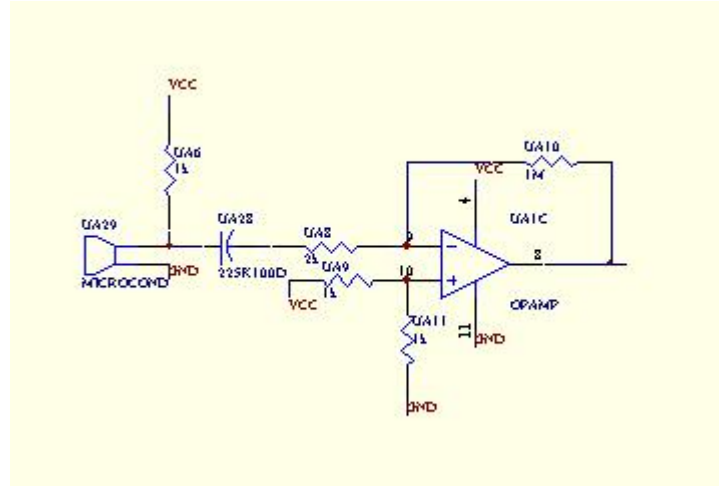 VCC
UA6
1k
UA10
1M
VCC
4
UA1C
UA29
UA28
UA8
9
8
2k
GND
225K100D
UA9
10
MICROCOND
1k
VCC
OPAMP
UA11
1k
11
GND
GND